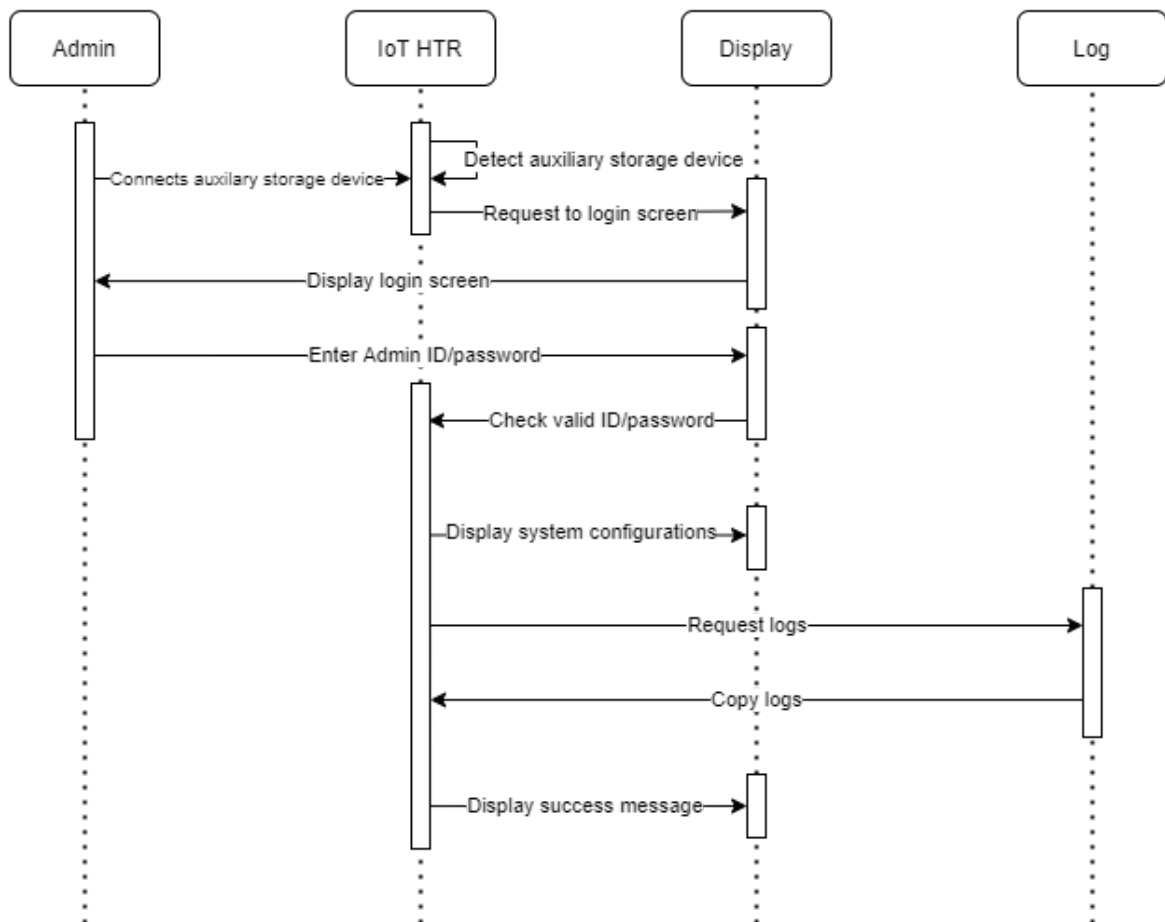 Admin
IoT HTR
Display
Log
Detect auxiliary storage device
Connects auxilary storage device
Request to login screen
Display login screen
Enter Admin ID/password
Check valid ID/password
Display system configurations
Request logs
Copy logs
Display success message